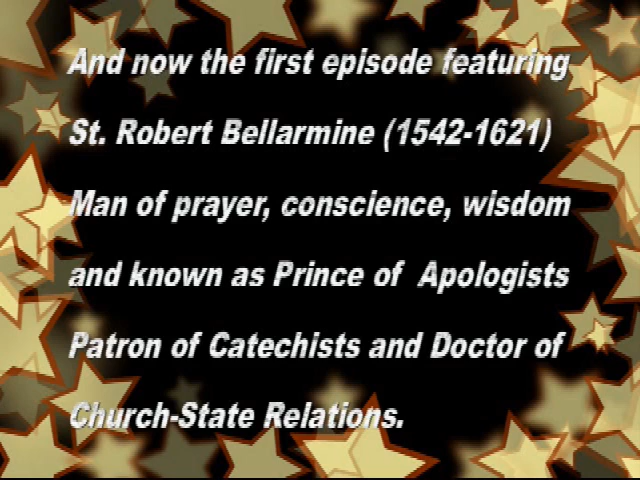 And now the first episode featuring
St. Robert Bellarmine (1542-1621)
Man of prayer, conscience, wisdom
and known as Prince of Apologists
Patron of Catechists and Doctor of
Church-State Relations.